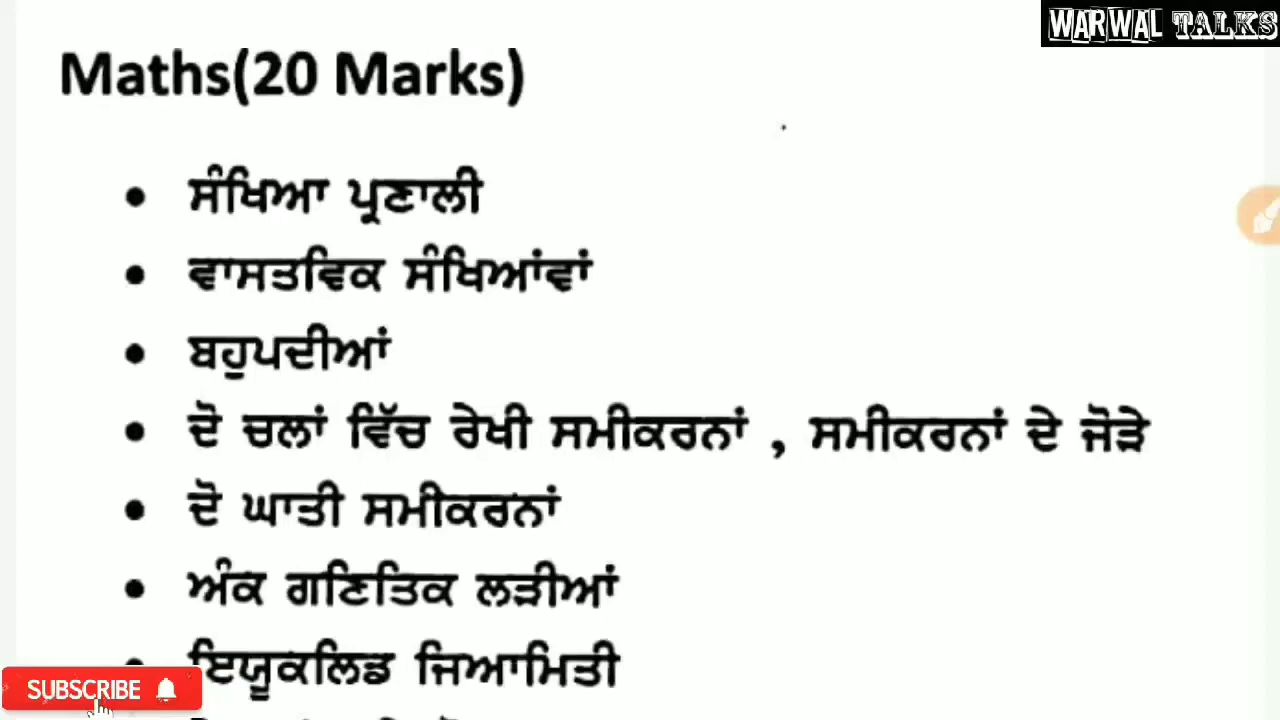 WARWAL TALKS
Maths(20 Marks)
• ਸੰਖਿਆ ਪ੍ਰਣਾਲੀ
• ਵਾਸਤਵਿਕ ਸੰਖਿਆਂਵਾਂ
• ਬਹੁਪਦੀਆਂ
• ਦੋ ਚਲਾਂ ਵਿੱਚ ਰੇਖੀ ਸਮੀਕਰਨਾਂ , ਸਮੀਕਰਨਾਂ ਦੇ ਜੋੜੇ
• ਦੋ ਘਾਤੀ ਸਮੀਕਰਨਾਂ
• ਅੰਕ ਗਣਿਤਿਕ ਲੜੀਆਂ
• ਇਯੂਕਲਿਡ ਜਿਆਮਿਤੀ
SUBSCRIBE